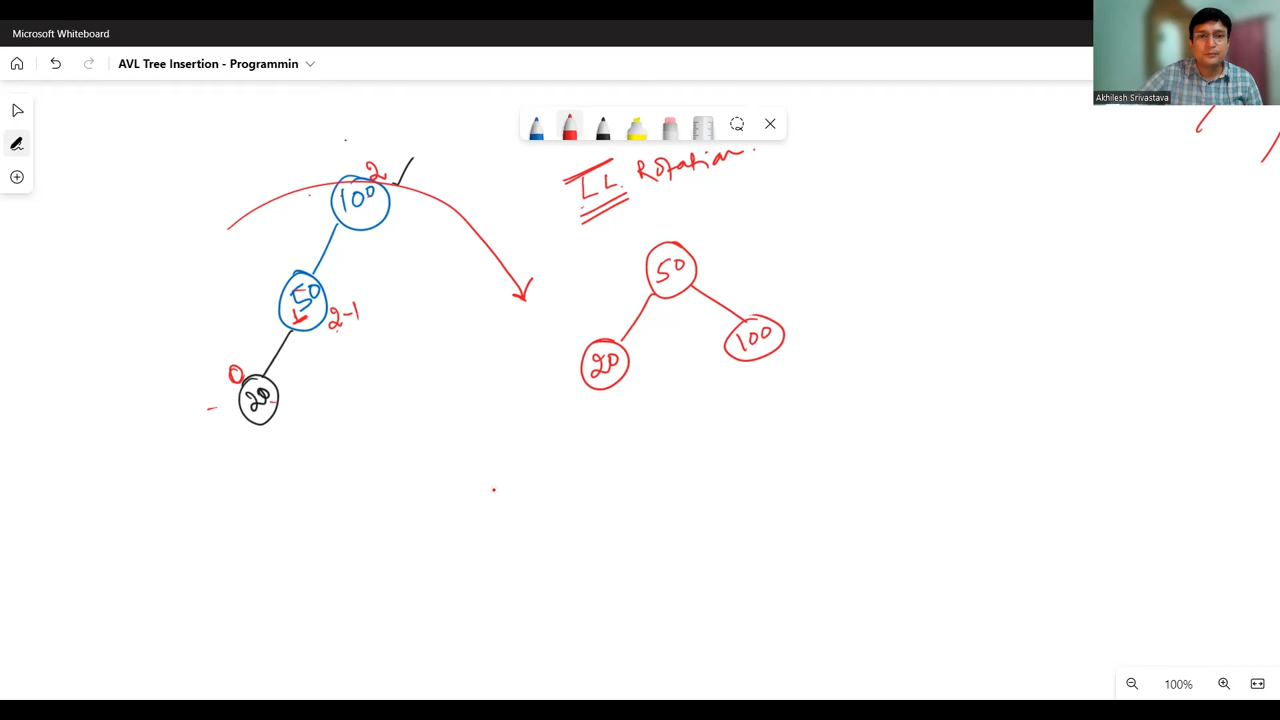 Microsoft Whiteboard
AVL Tree Insertion - Programmin
Akhilesh Srivastava
LL Rotation.
2
100
50
1
2-1
0
20
50
20
100
100%